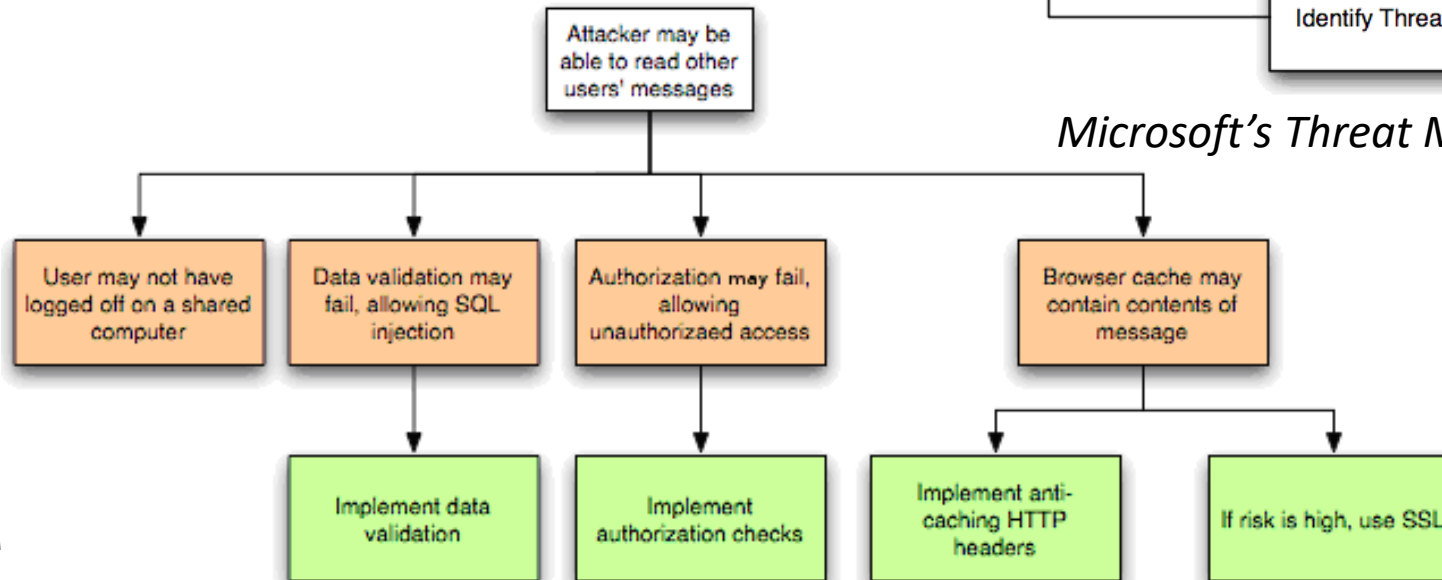 Identify Threa
Attacker may be
able to read other
users' messages
Microsoft's Threat M
User may not have
logged off on a shared
computer
Data validation may
fail, allowing SQL
injection
Authorization may fail,
allowing
unauthorizaed access
Browser cache may
contain contents of
message
Implement data
validation
Implement
authorization checks
Implement anti-
caching HTTP
headers
If risk is high, use SSL